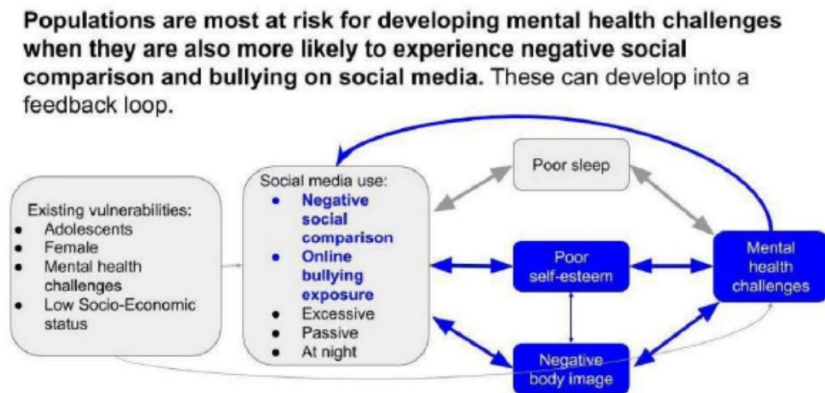 Populations are most at risk for developing mental health challenges
when they are also more likely to experience negative social
comparison and bullying on social media. These can develop into a
feedback loop.
Existing vulnerabilities:
● Adolescents
● Female
● Mental health
challenges
● Low Socio-Economic
status
Social media use:
● Negative
social
comparison
● Online
bullying
exposure
● Excessive
● Passive
● At night
Poor sleep
Poor
self-esteem
Negative
body image
Mental
health
challenges